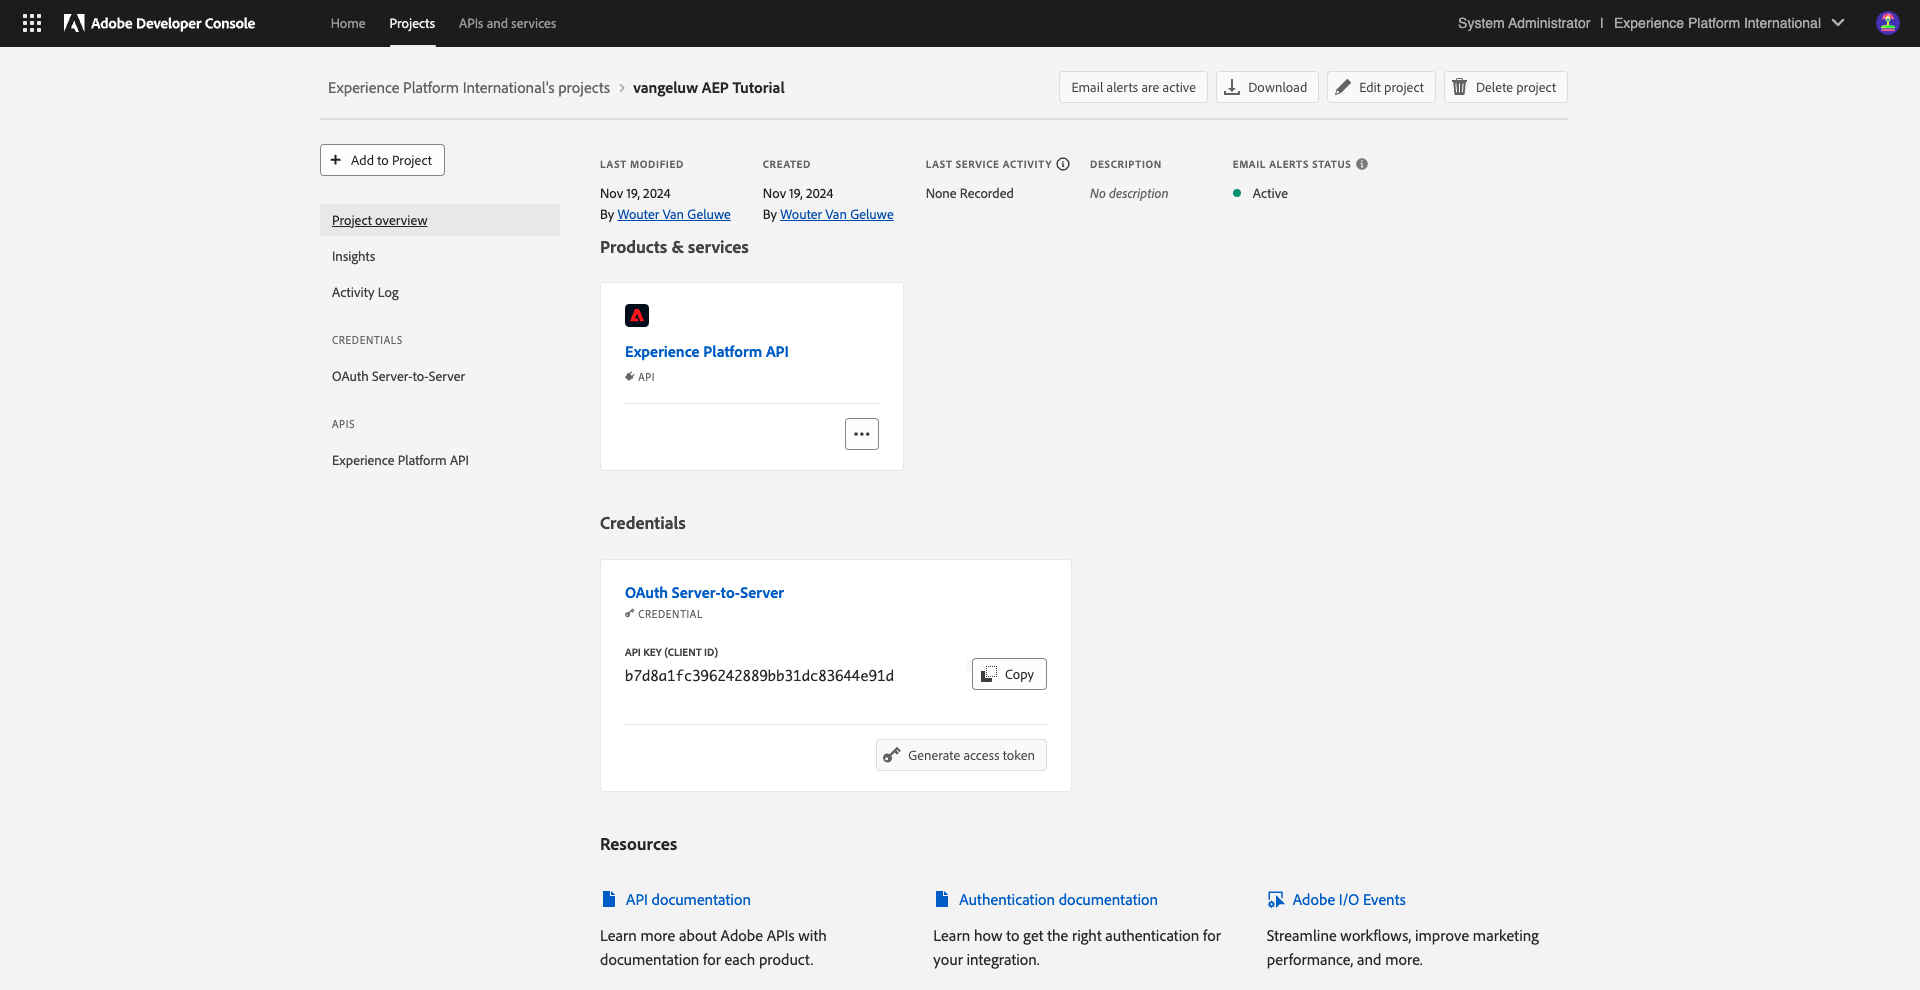 Adobe Developer Console
Home
Projects
APIs and services
System Administrator | Experience Platform International
Experience Platform International's projects > vangeluw AEP Tutorial
Email alerts are active
Download
Edit project
Delete project
+ Add to Project
Project overview
Insights
Activity Log
CREDENTIALS
OAuth Server-to-Server
APIS
Experience Platform API
LAST MODIFIED
Nov 19, 2024
By Wouter Van Geluwe
CREATED
Nov 19, 2024
By Wouter Van Geluwe
LAST SERVICE ACTIVITY
None Recorded
DESCRIPTION
No description
EMAIL ALERTS STATUS
Active
Products & services
Experience Platform API
API
Credentials
OAuth Server-to-Server
CREDENTIAL
API KEY (CLIENT ID)
b7d8a1fc396242889bb31dc83644e91d
Copy
Generate access token
Resources
API documentation
Learn more about Adobe APIs with
documentation for each product.
Authentication documentation
Learn how to get the right authentication for
your integration.
Adobe I/O Events
Streamline workflows, improve marketing
performance, and more.